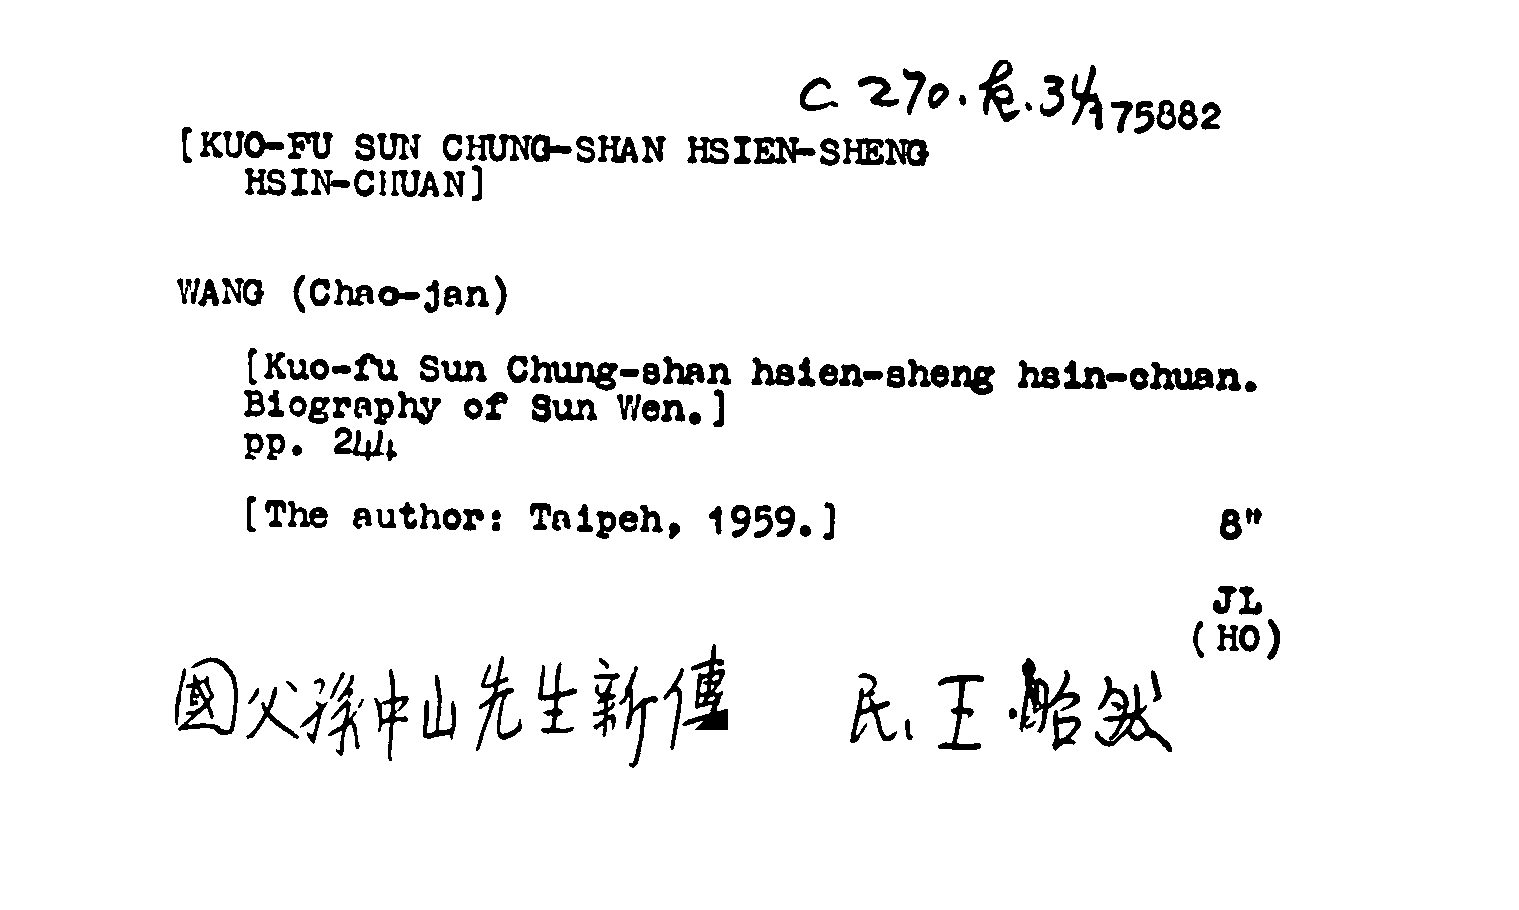 C. 270. k. 34/175882
[KUO-FU SUN CHUNG-SHAN HSIEN-SHENG
HSIN-CHUAN]
WANG (Chao-jan)
[Kuo-fu Sun Chung-shan hsien-sheng hsin-chuan.
Biography of Sun Wen.]
pp. 244
[The author: Taipeh, 1959.]
8"
JL
(HO)
國父孫中山先生新傳 民、王昭然